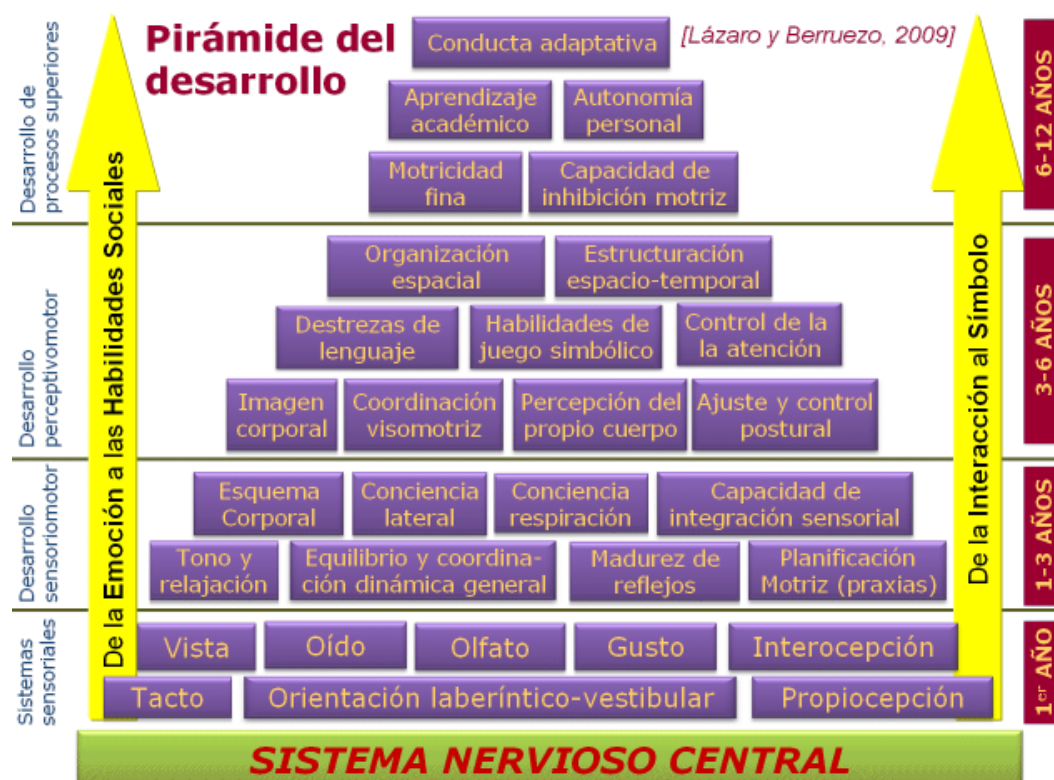 Pirámide del
desarrollo
[Lázaro y Berruezo, 2009]
Conducta adaptativa
Aprendizaje
académico
Autonomía
personal
Motricidad
fina
Capacidad de
inhibición motriz
Desarrollo de
procesos superiores
6-12 AÑOS
Organización
espacial
Estructuración
espacio-temporal
Destrezas de
lenguaje
Habilidades de
juego simbólico
Control de la
la atención
Imagen
corporal
Coordinación
visomotriz
Percepción del
propio cuerpo
Ajuste y control
postural
Desarrollo
perceptivomotor
3-6 AÑOS
Esquema
Corporal
Conciencia
lateral
Conciencia
respiración
Capacidad de
integración sensorial
Tono y
relajación
Equilibrio y coordina-
ción dinámica general
Madurez de
reflejos
Planificación
Motriz (praxias)
Desarrollo
sensoriomotor
1-3 AÑOS
Vista
Oído
Olfato
Gusto
Interocepción
Tacto
Orientación laberíntico-vestibular
Propiocepción
Sistemas
sensoriales
1er AÑO
De la Emoción a las Habilidades Sociales
De la Interacción al Símbolo
SISTEMA NERVIOSO CENTRAL